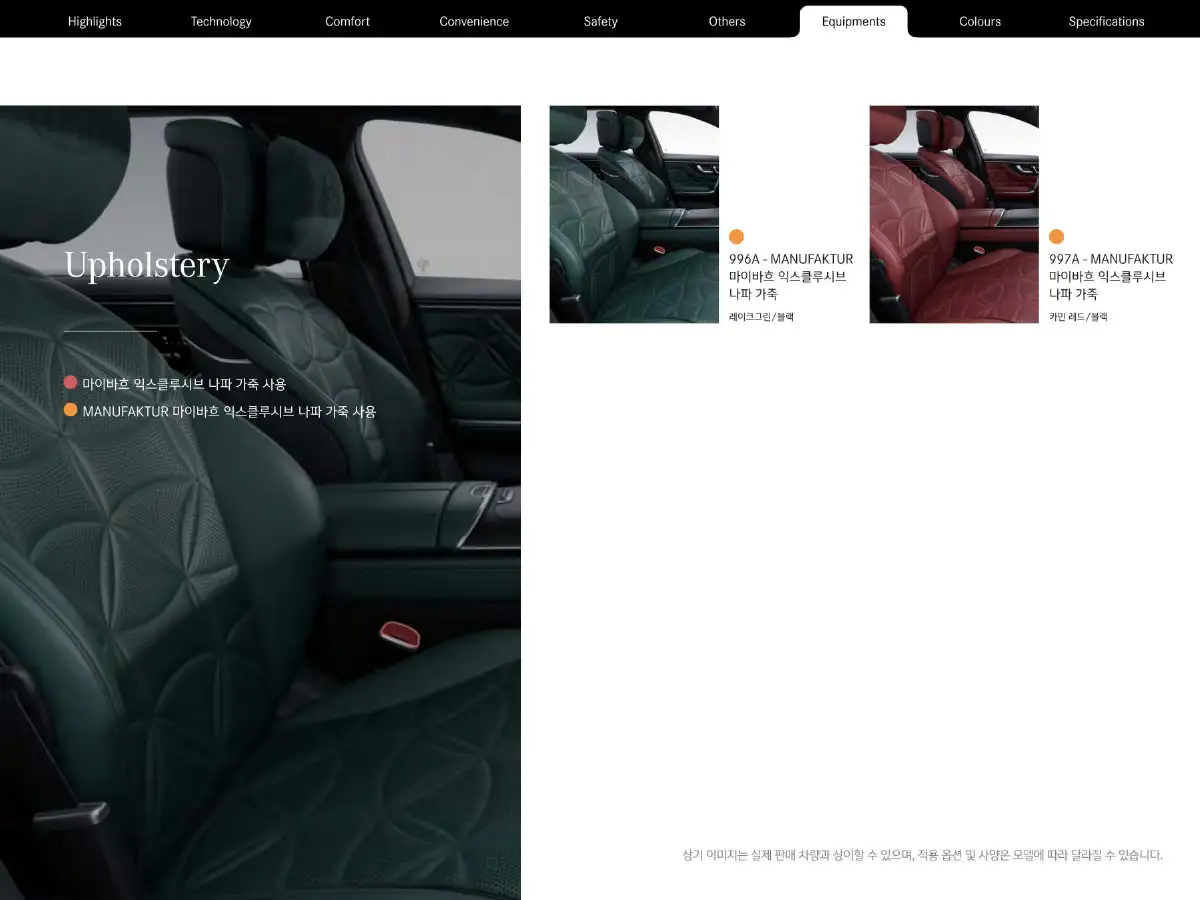 Highlights
Technology
Comfort
Convenience
Safety
Others
Equipments
Colours
Specifications
Upholstery
마이바흐 익스클루시브 나파 가죽 사용
MANUFAKTUR 마이바흐 익스클루시브 나파 가죽 사용
996A - MANUFAKTUR
마이바흐 익스클루시브
나파 가죽
레이크그린/블랙
997A - MANUFAKTUR
마이바흐 익스클루시브
나파 가죽
카민 레드/블랙
상기 이미지는 실제 판매 차량과 상이할 수 있으며, 적용 옵션 및 사양은 모델에 따라 달라질 수 있습니다.